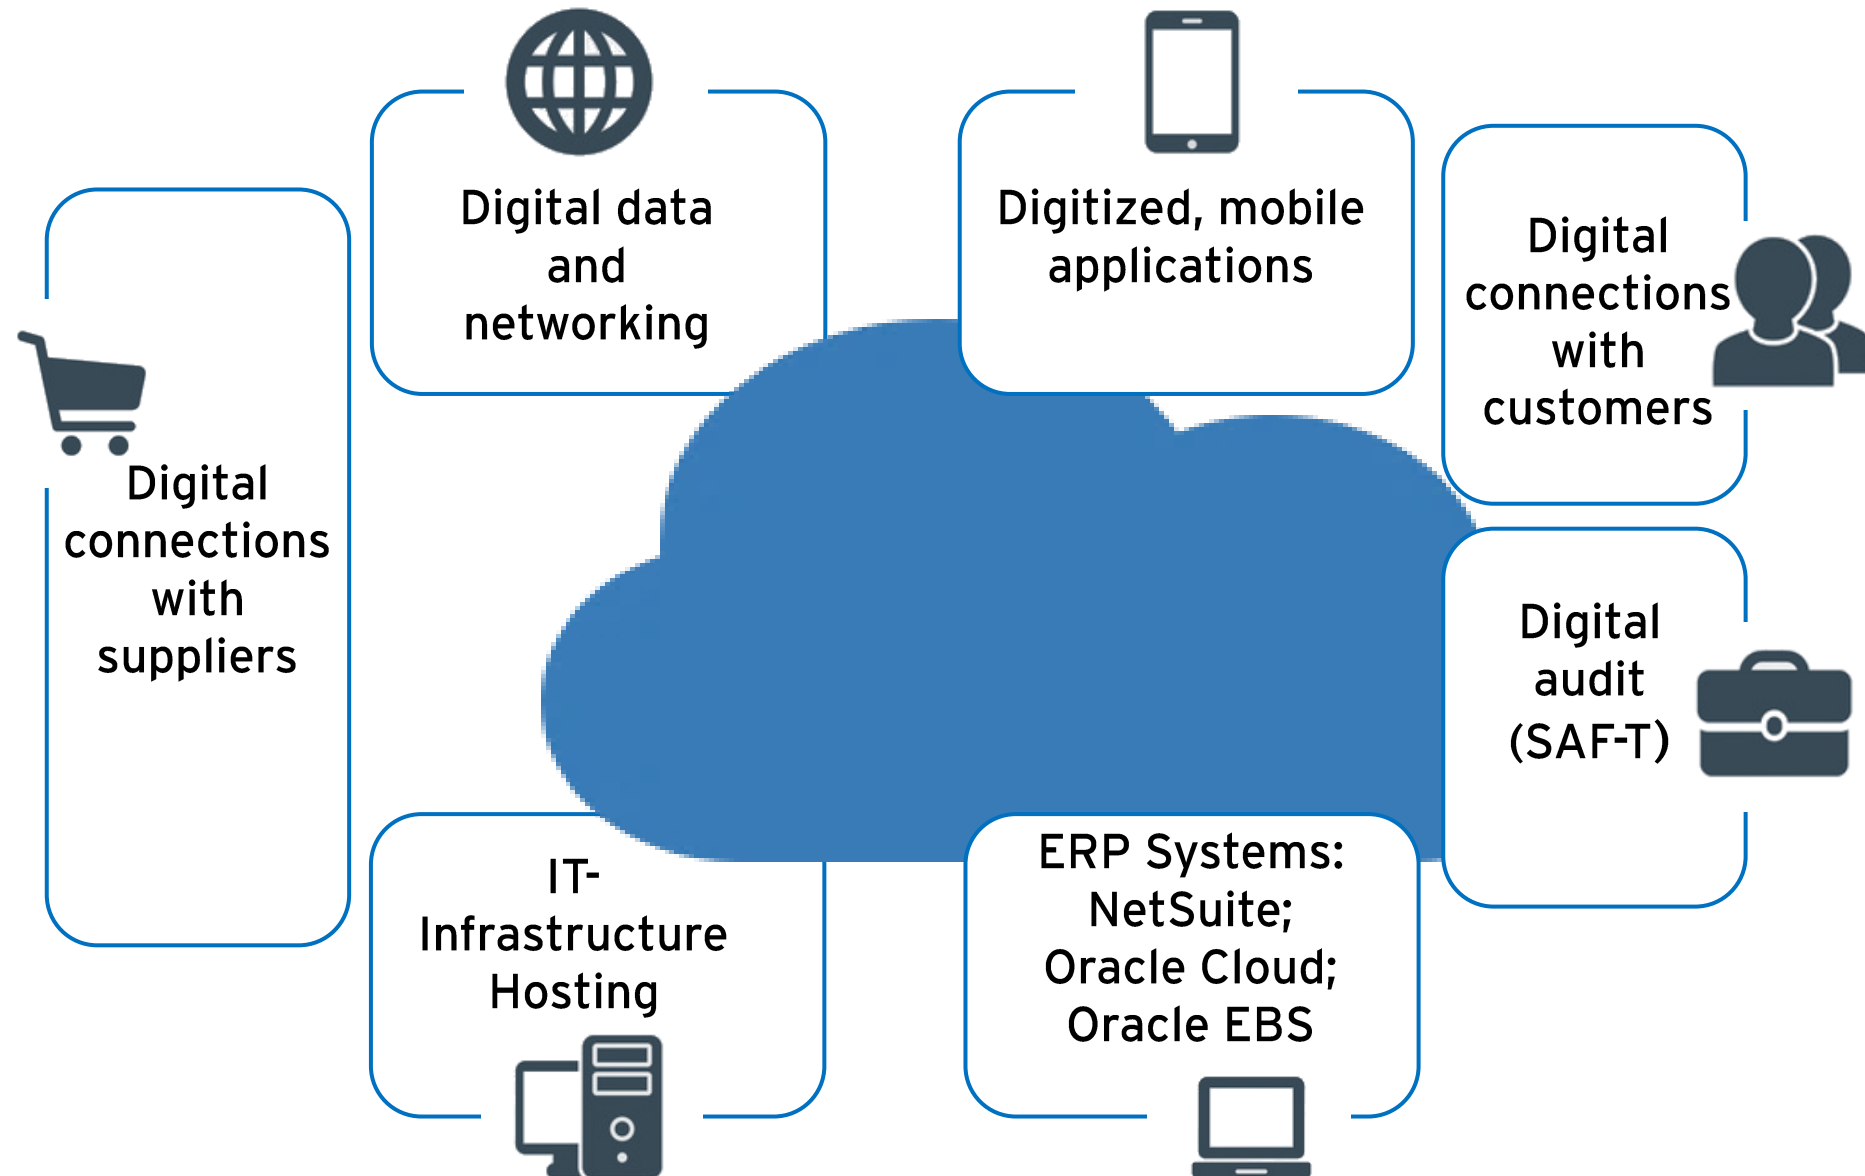 Digital data
and
networking
Digitized, mobile
applications
Digital
connections
with
customers
Digital
connections
with
suppliers
Digital
audit
(SAF-T)
IT-
Infrastructure
Hosting
ERP Systems:
NetSuite;
Oracle Cloud;
Oracle EBS